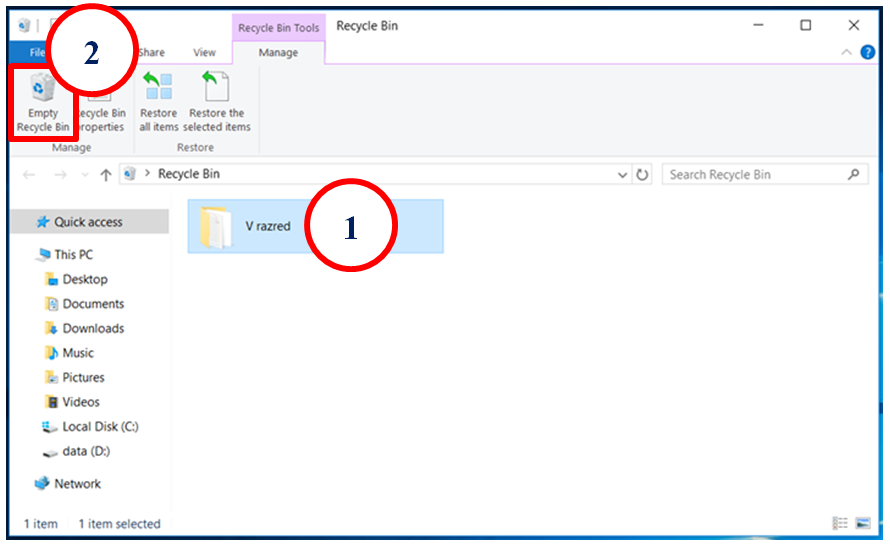 Recycle Bin Tools
Recycle Bin
File
Share
View
Manage
2
Empty
Recycle Bin
Recycle Bin
properties
Restore
all items
Restore the
selected items
Manage
Restore
Recycle Bin
Search Recycle Bin
Quick access
This PC
Desktop
Documents
Downloads
Music
Pictures
Videos
Local Disk (C:)
data (D:)
Network
V razred
1
1 item
1 item selected